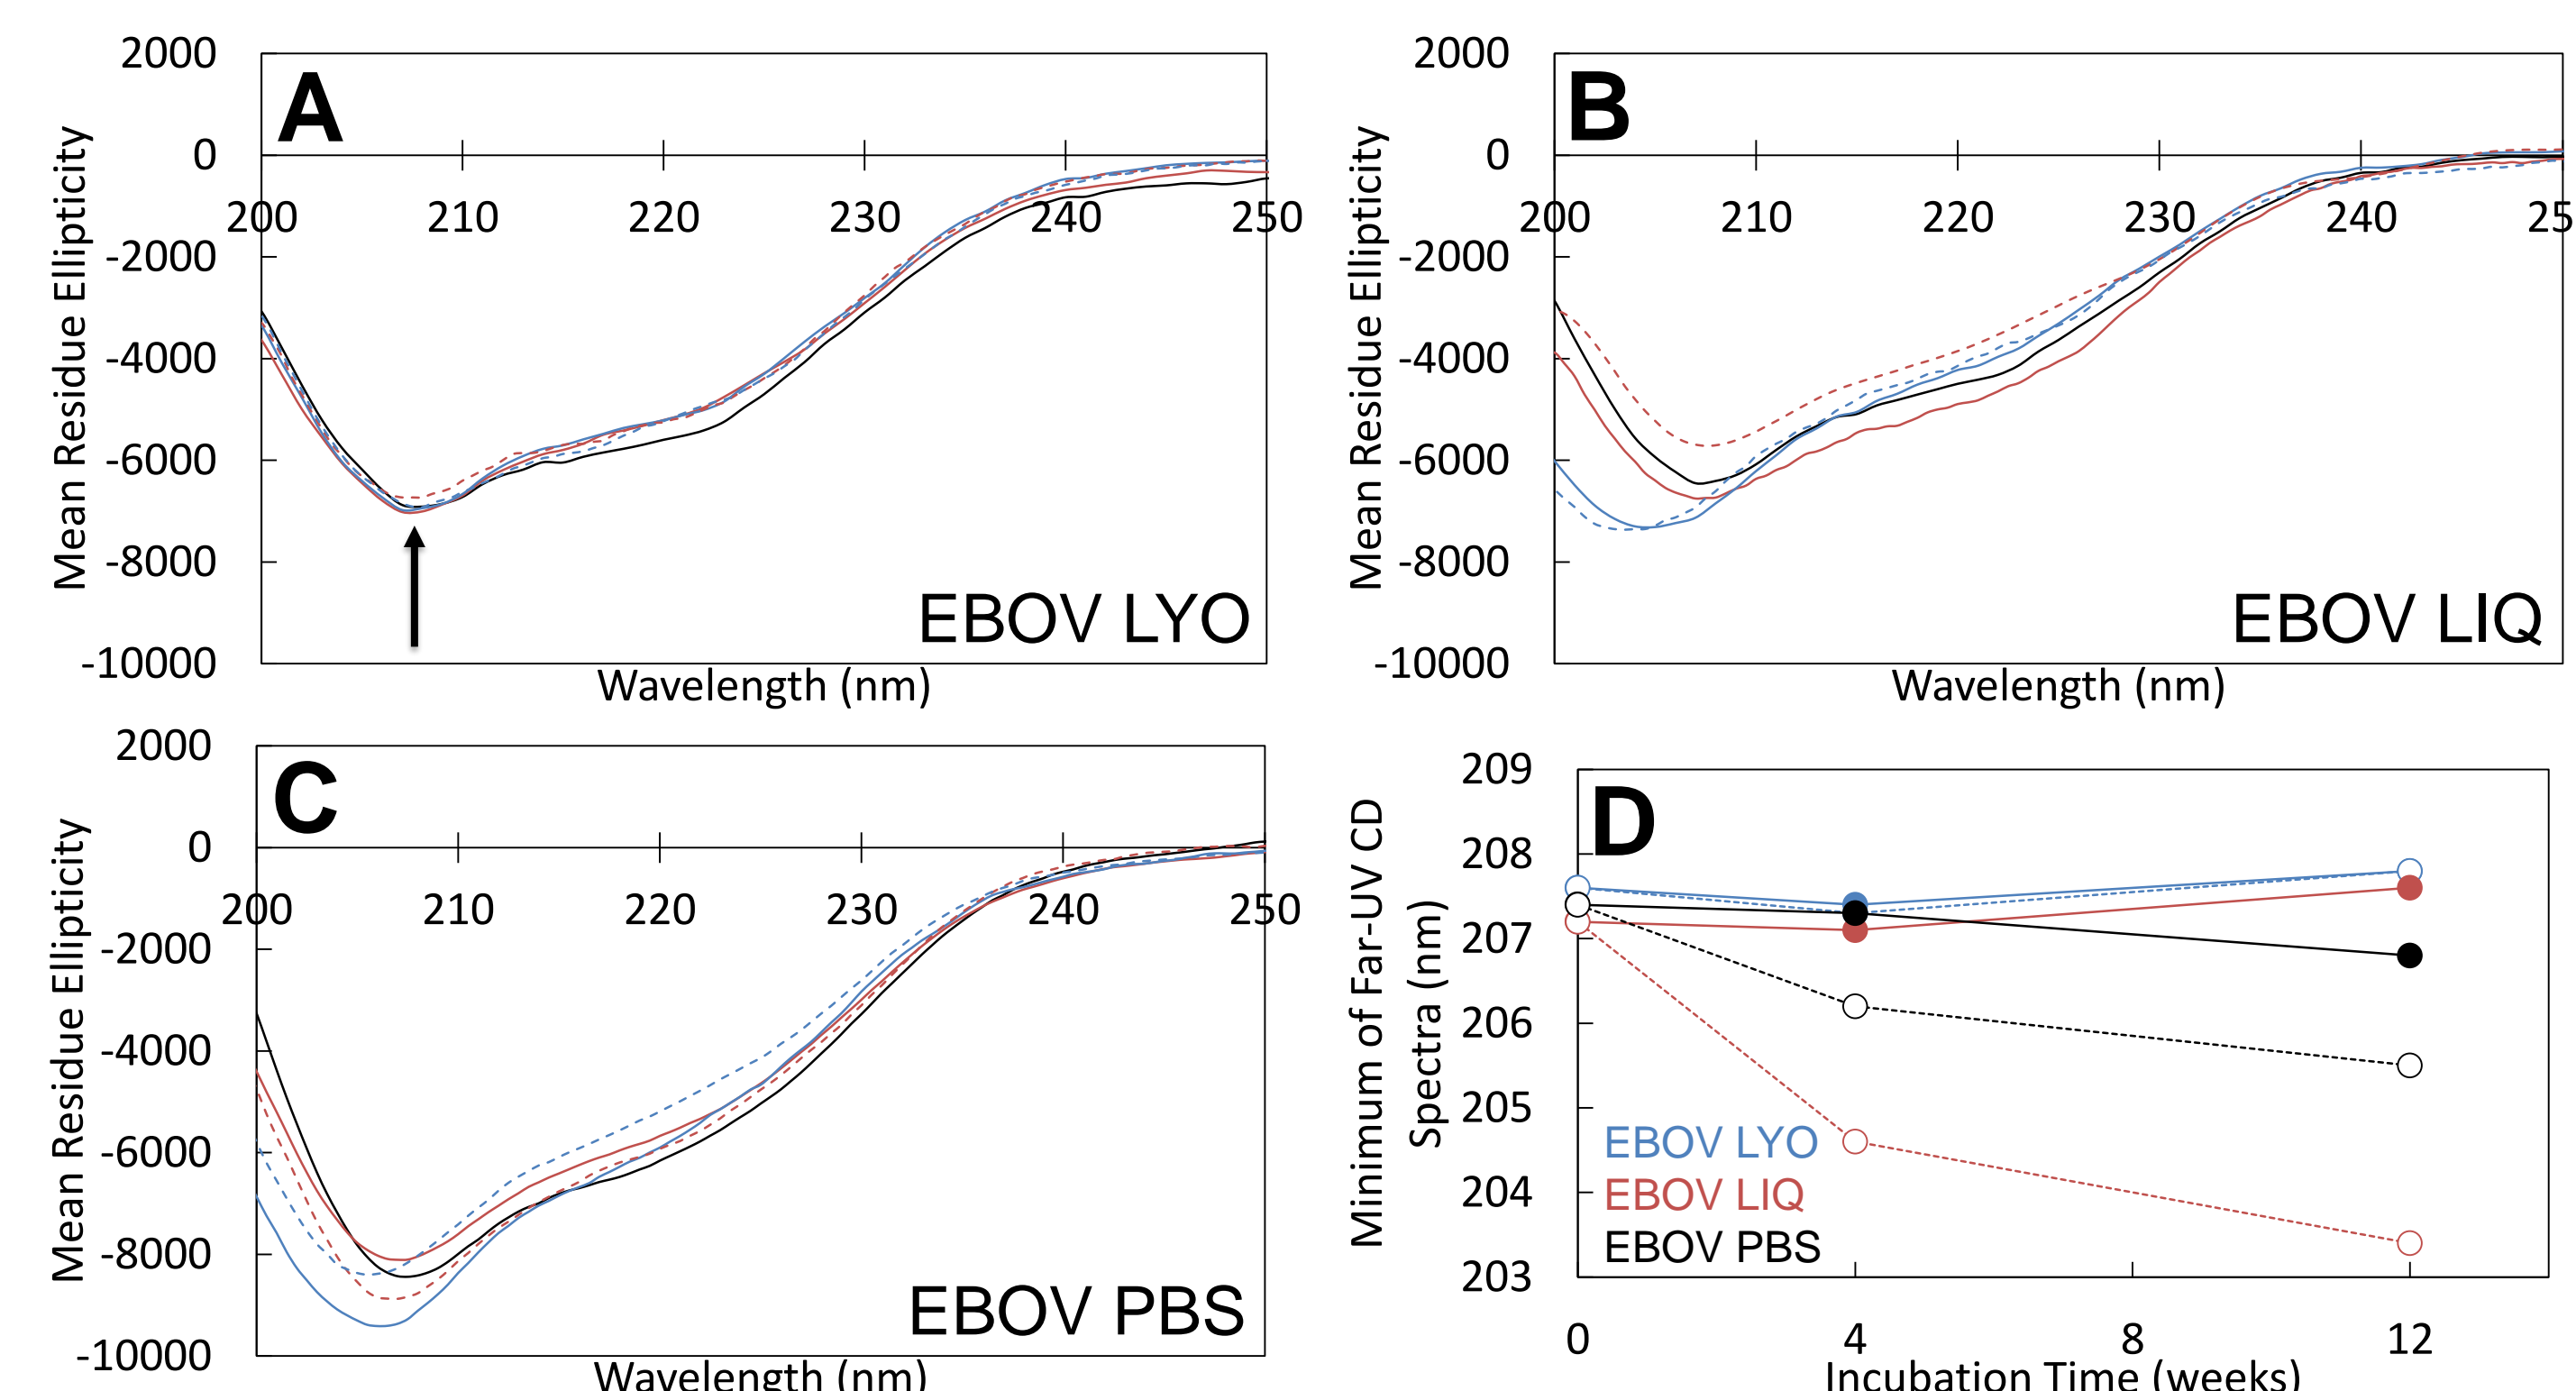 A
2000
0
-2000
-4000
-6000
-8000
-10000
Mean Residue Ellipticity
200 210 220 230 240 250
EBOV LYO
Wavelength (nm)
B
2000
0
-2000
-4000
-6000
-8000
-10000
Mean Residue Ellipticity
200 210 220 230 240 25
EBOV LIQ
Wavelength (nm)
C
2000
0
-2000
-4000
-6000
-8000
-10000
Mean Residue Ellipticity
200 210 220 230 240 250
EBOV PBS
Wavelength (nm)
D
209
208
207
206
205
204
203
Minimum of Far-UV CD
Spectra (nm)
EBOV LYO
EBOV LIQ
EBOV PBS
0 4 8 12
Incubation Time (weeks)